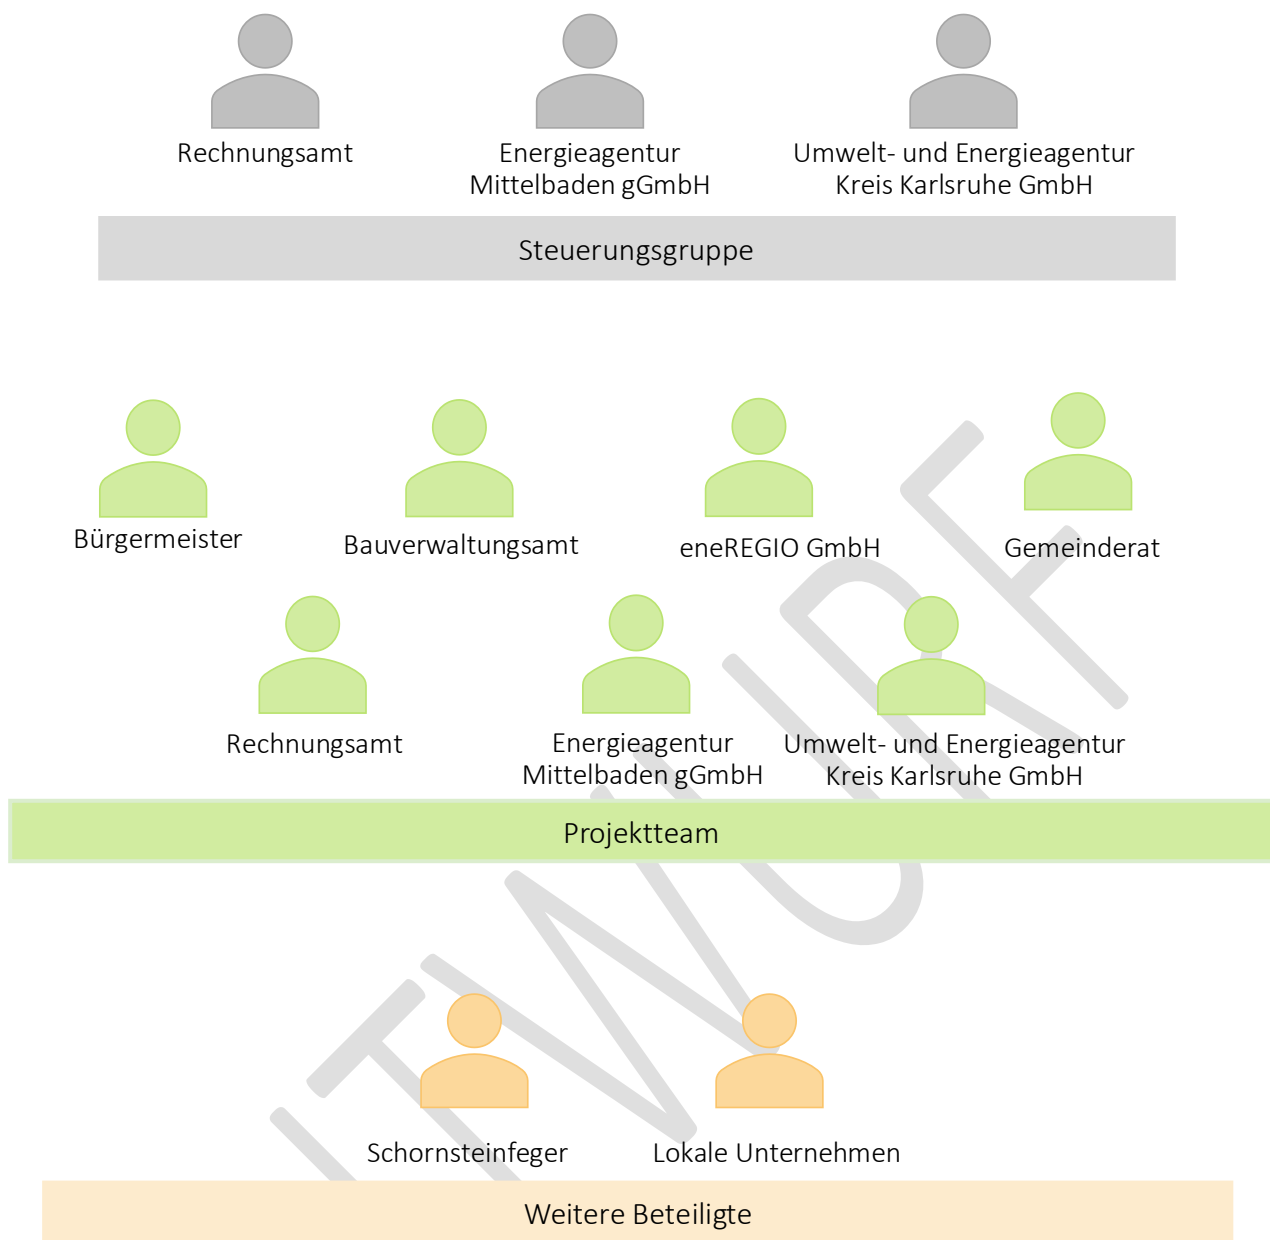 Rechnungsamt
Energieagentur
Mittelbaden gGmbH
Umwelt- und Energieagentur
Kreis Karlsruhe GmbH
Steuerungsgruppe
Bürgermeister
Bauverwaltungsamt
eneREGIO GmbH
Gemeinderat
Rechnungsamt
Energieagentur
Mittelbaden gGmbH
Umwelt- und Energieagentur
Kreis Karlsruhe GmbH
Projektteam
Schornsteinfeger
Lokale Unternehmen
Weitere Beteiligte
TWURF